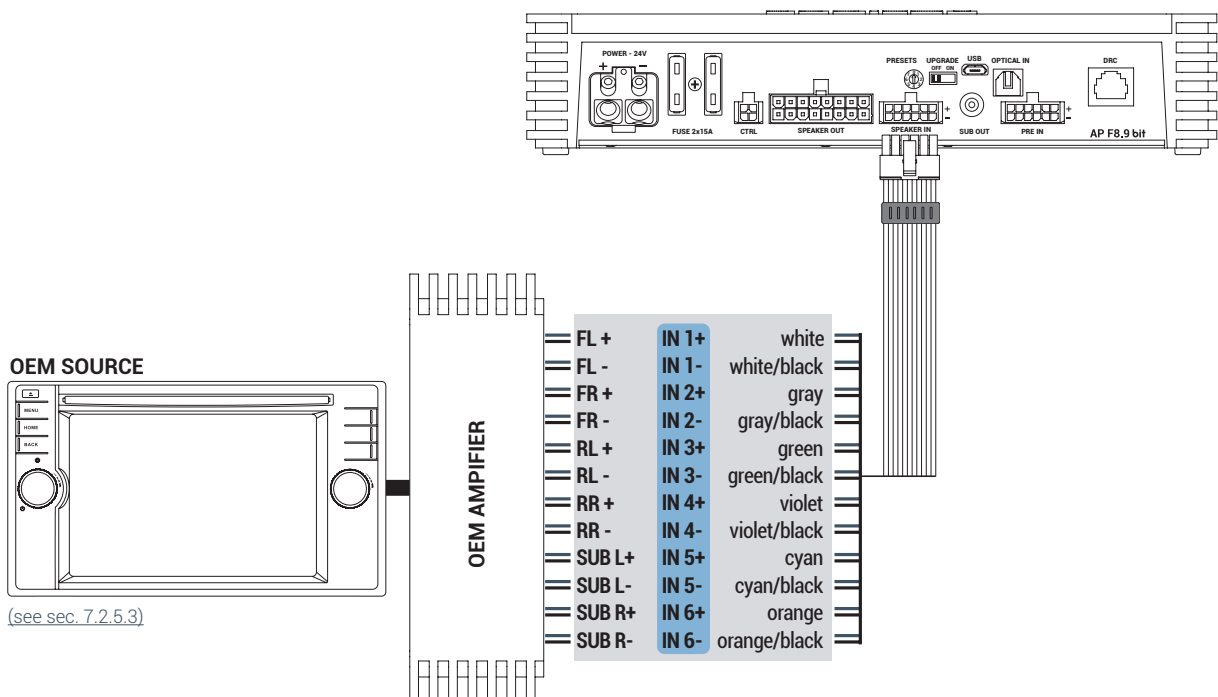 POWER - 24V
+ -
FUSE 2x15A
CTRL
SPEAKER OUT
PRESETS
UPGRADE
OFF ON
USB
OPTICAL IN
DRC
SPEAKER IN
+
-
SUB OUT
PRE IN
+
-
AP F8.9 bit
OEM SOURCE
MENU
HOME
BACK
(see sec. 7.2.5.3)
OEM AMPIFIER
FL + IN 1+ white
FL - IN 1- white/black
FR + IN 2+ gray
FR - IN 2- gray/black
RL + IN 3+ green
RL - IN 3- green/black
RR + IN 4+ violet
RR - IN 4- violet/black
SUB L+ IN 5+ cyan
SUB L- IN 5- cyan/black
SUB R+ IN 6+ orange
SUB R- IN 6- orange/black